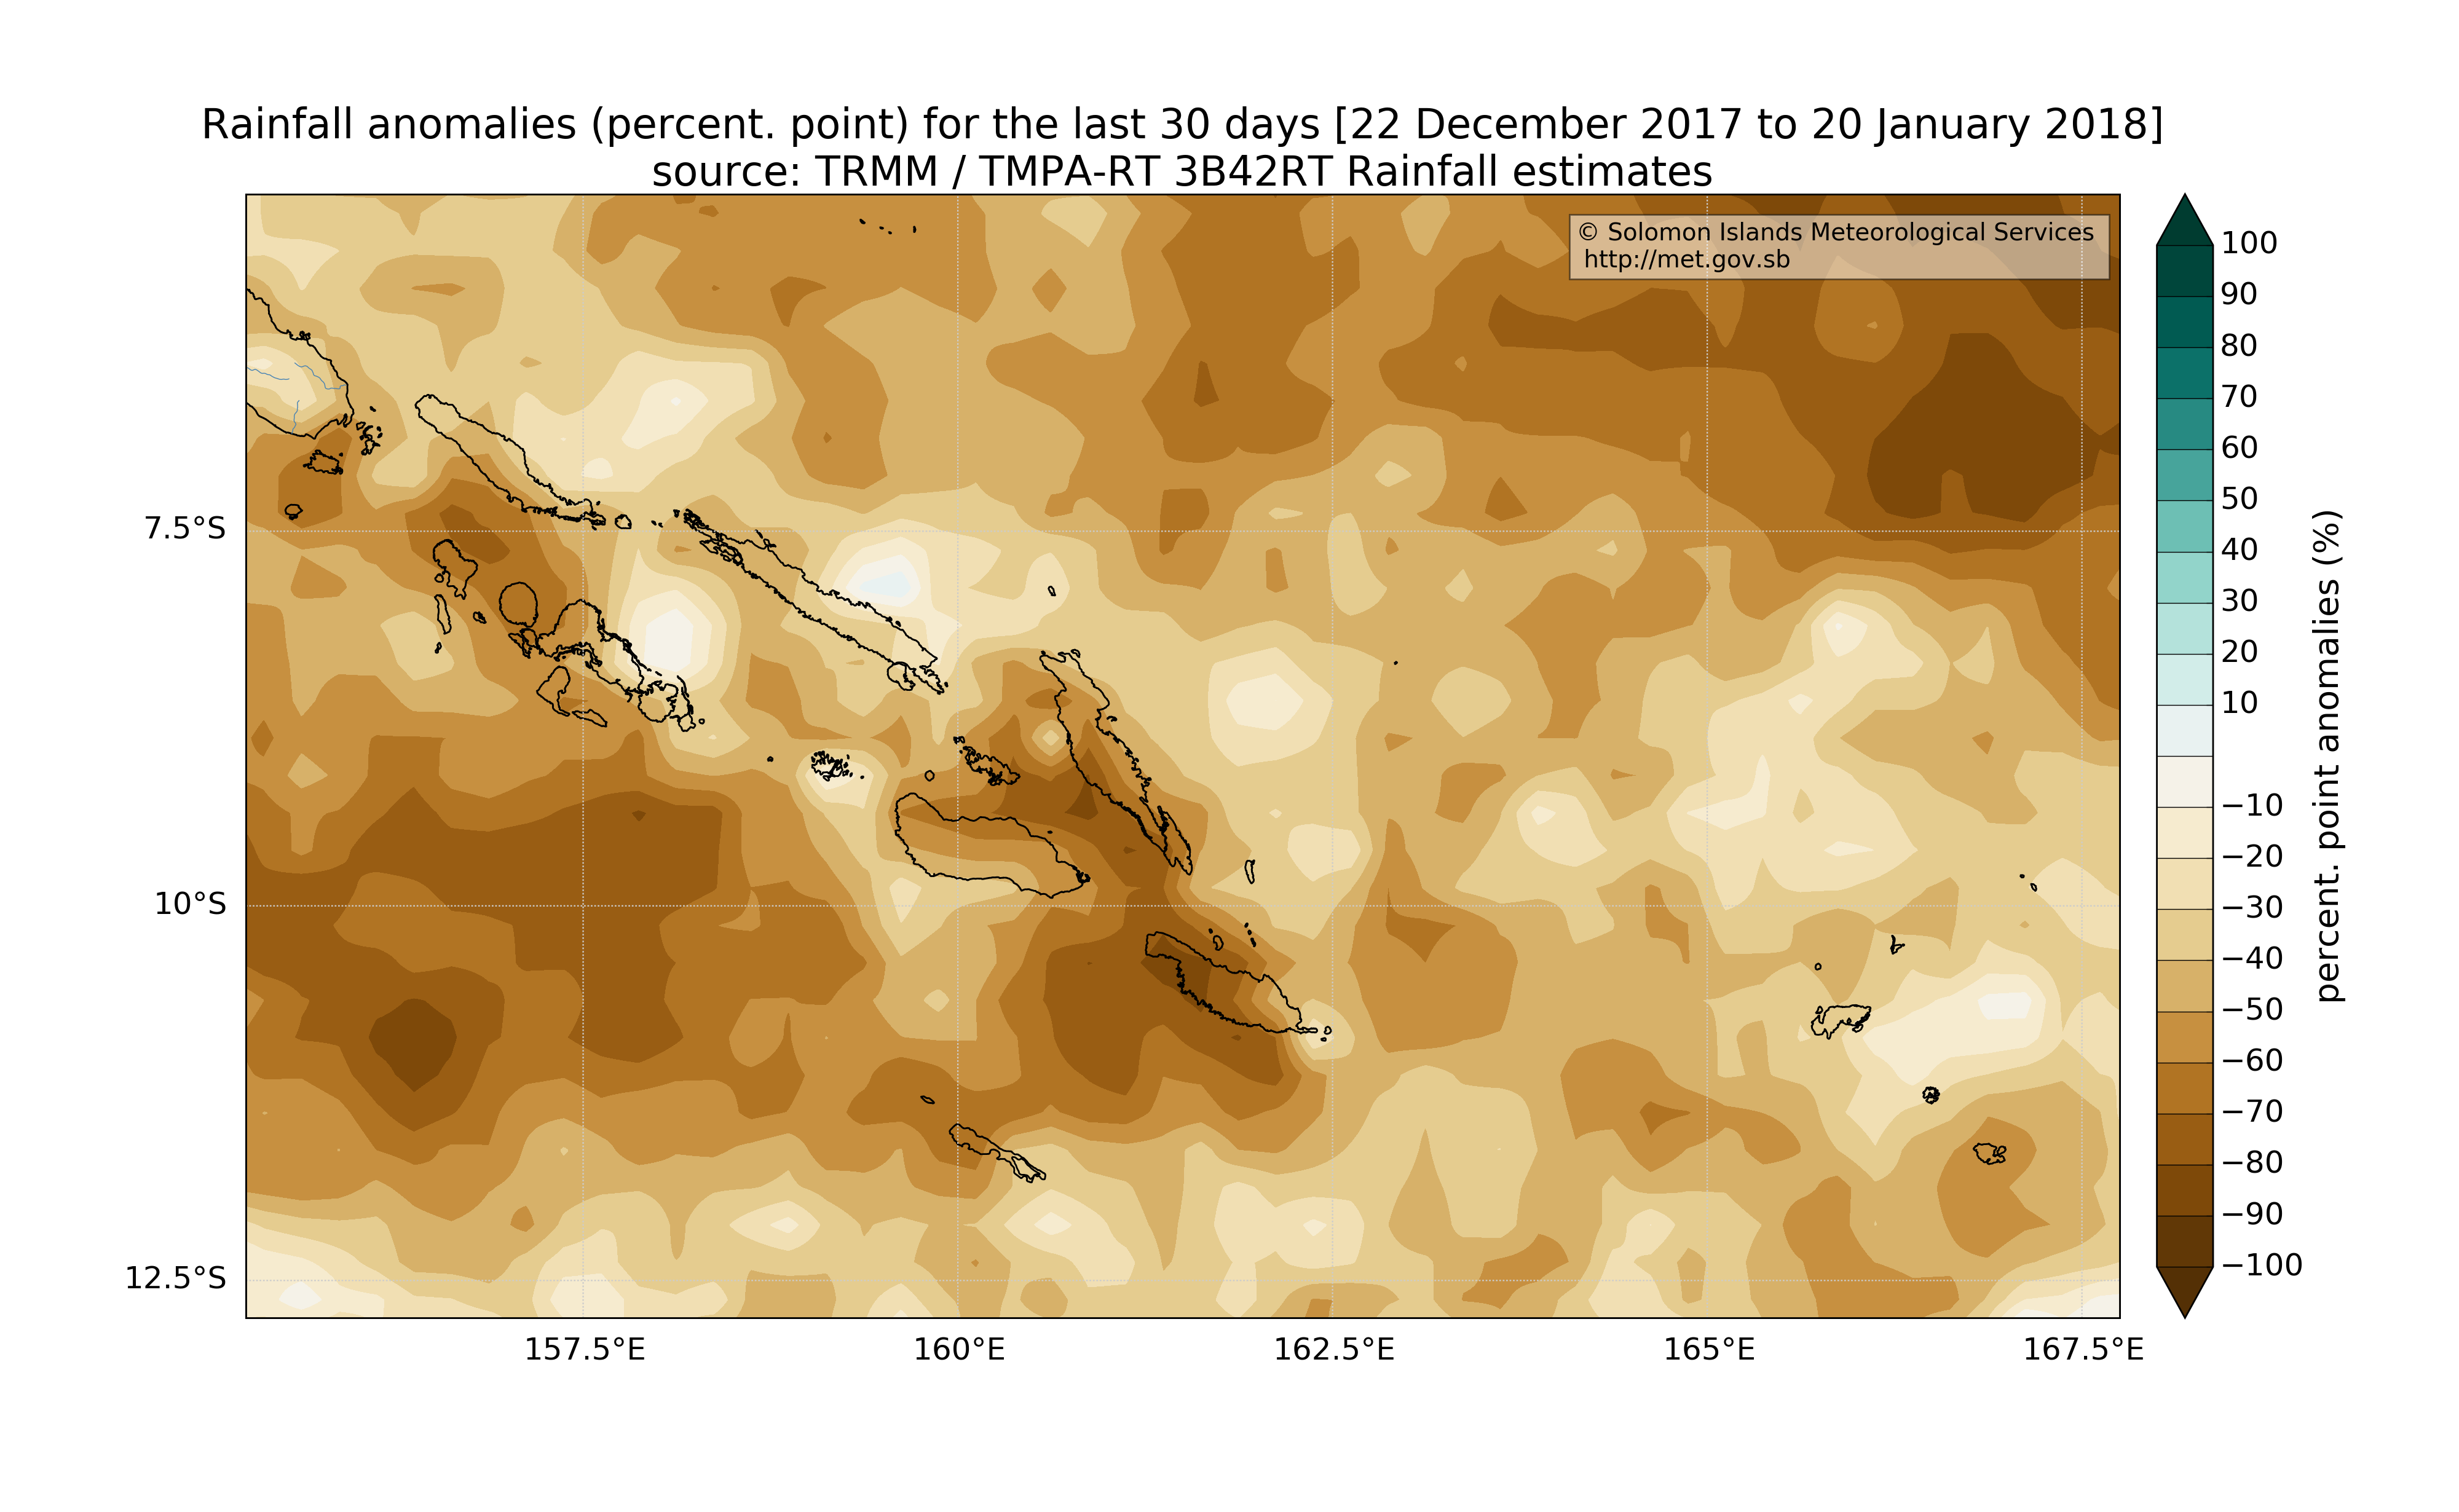 Rainfall anomalies (percent. point) for the last 30 days [22 December 2017 to 20 January 2018]
source: TRMM / TMPA-RT 3B42RT Rainfall estimates
© Solomon Islands Meteorological Services
http://met.gov.sb
7.5°S
10°S
12.5°S
157.5°E
160°E
162.5°E
165°E
167.5°E
100
90
80
70
60
50
40
30
20
10
−10
−20
−30
−40
−50
−60
−70
−80
−90
−100
percent. point anomalies (%)